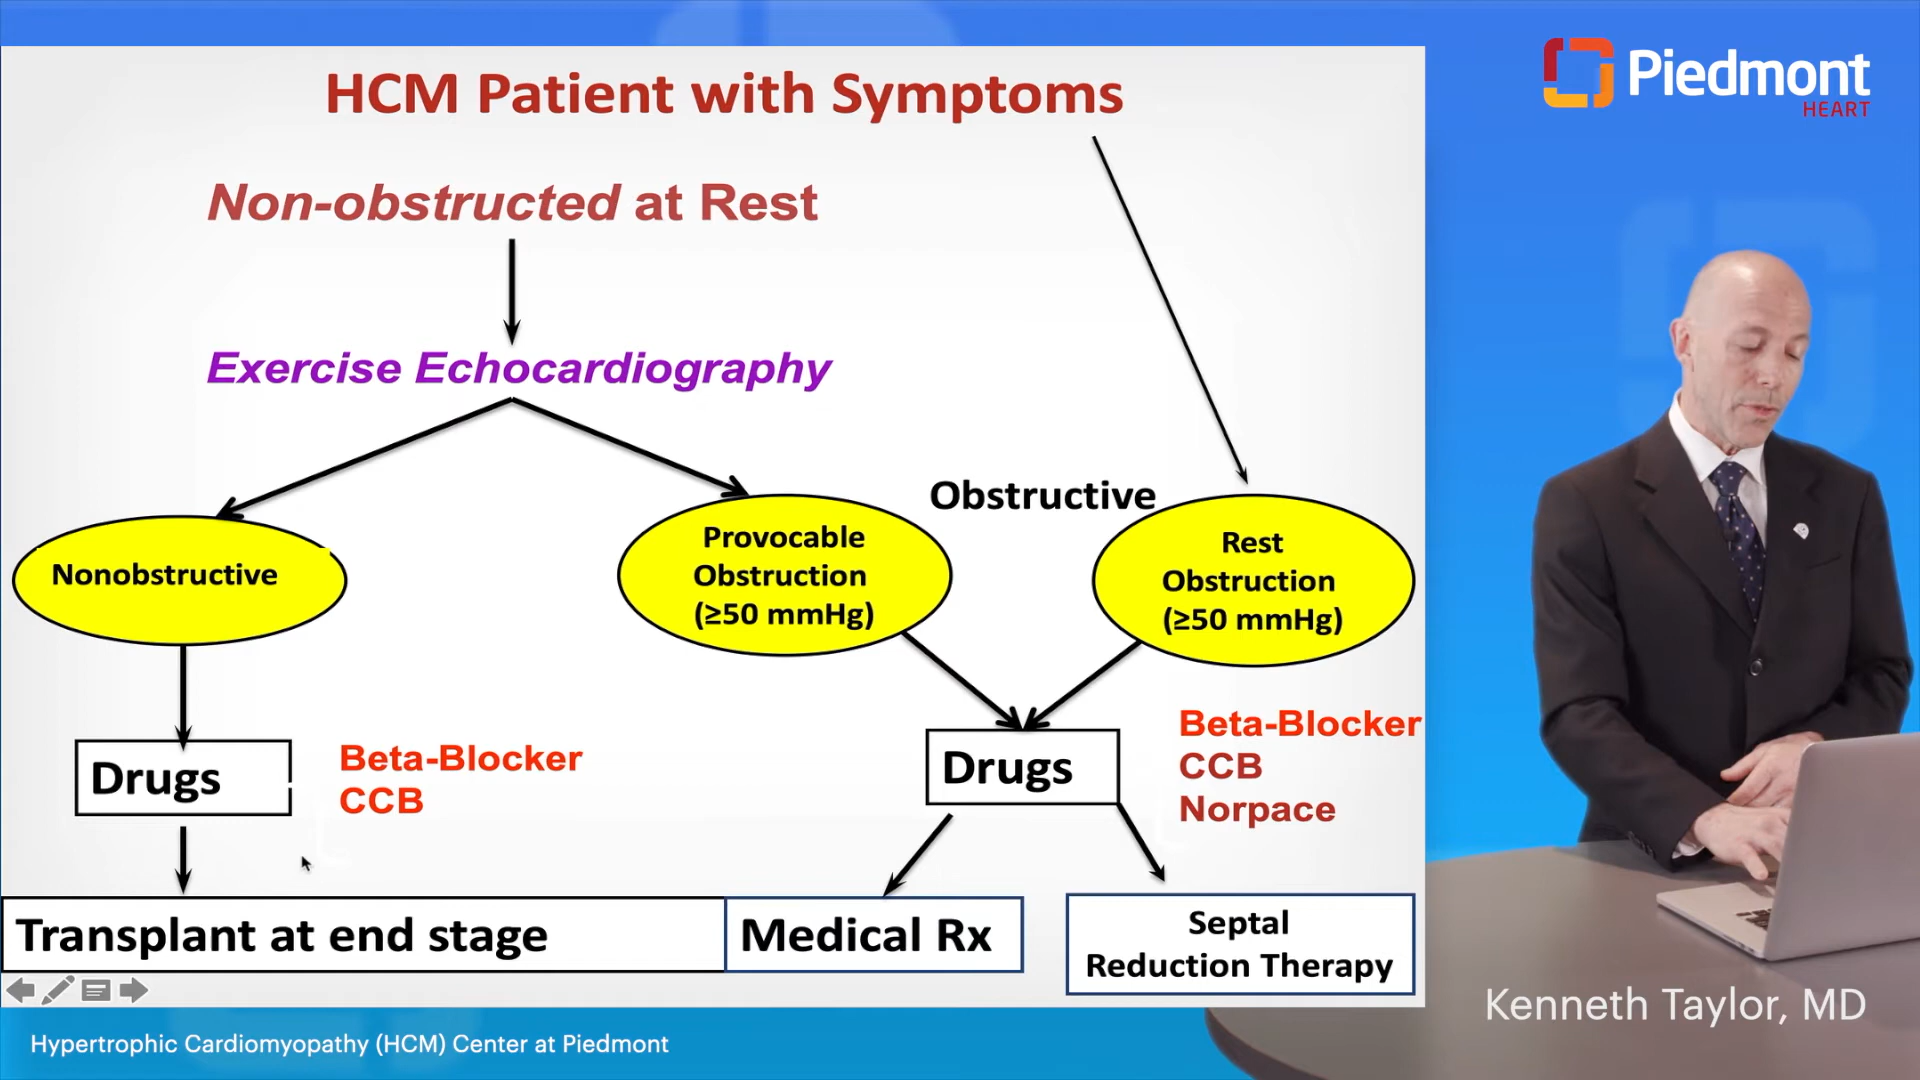 HCM Patient with Symptoms
Non-obstructed at Rest
Exercise Echocardiography
Obstructive
Nonobstructive
Provocable
Obstruction
(≥50 mmHg)
Rest
Obstruction
(≥50 mmHg)
Drugs
Beta-Blocker
CCB
Drugs
Beta-Blocker
CCB
Norpace
Transplant at end stage
Medical Rx
Septal
Reduction Therapy
Piedmont
HEART
Kenneth Taylor, MD
Hypertrophic Cardiomyopathy (HCM) Center at Piedmont